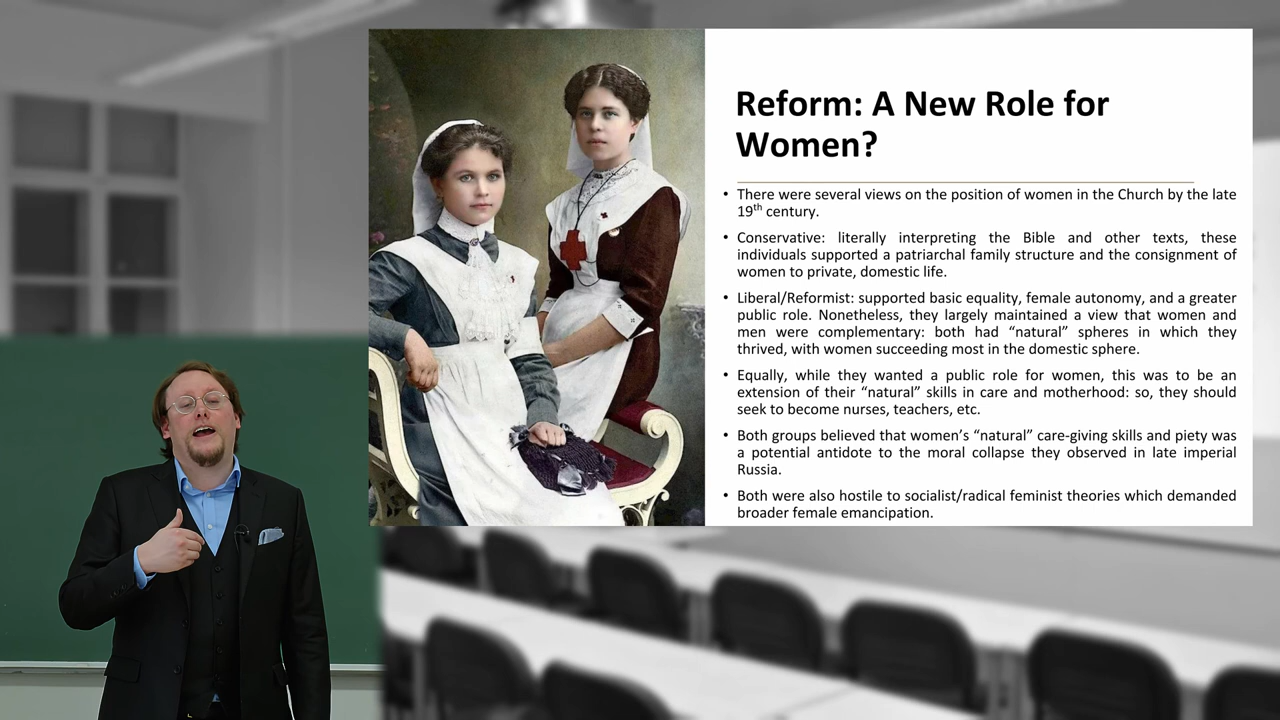 Reform: A New Role for
Women?
• There were several views on the position of women in the Church by the late
19th century.
• Conservative: literally interpreting the Bible and other texts, these
individuals supported a patriarchal family structure and the consignment of
women to private, domestic life.
• Liberal/Reformist: supported basic equality, female autonomy, and a greater
public role. Nonetheless, they largely maintained a view that women and
men were complementary: both had “natural” spheres in which they
thrived, with women succeeding most in the domestic sphere.
• Equally, while they wanted a public role for women, this was to be an
extension of their “natural” skills in care and motherhood: so, they should
seek to become nurses, teachers, etc.
• Both groups believed that women’s “natural” care-giving skills and piety was
a potential antidote to the moral collapse they observed in late imperial
Russia.
• Both were also hostile to socialist/radical feminist theories which demanded
broader female emancipation.